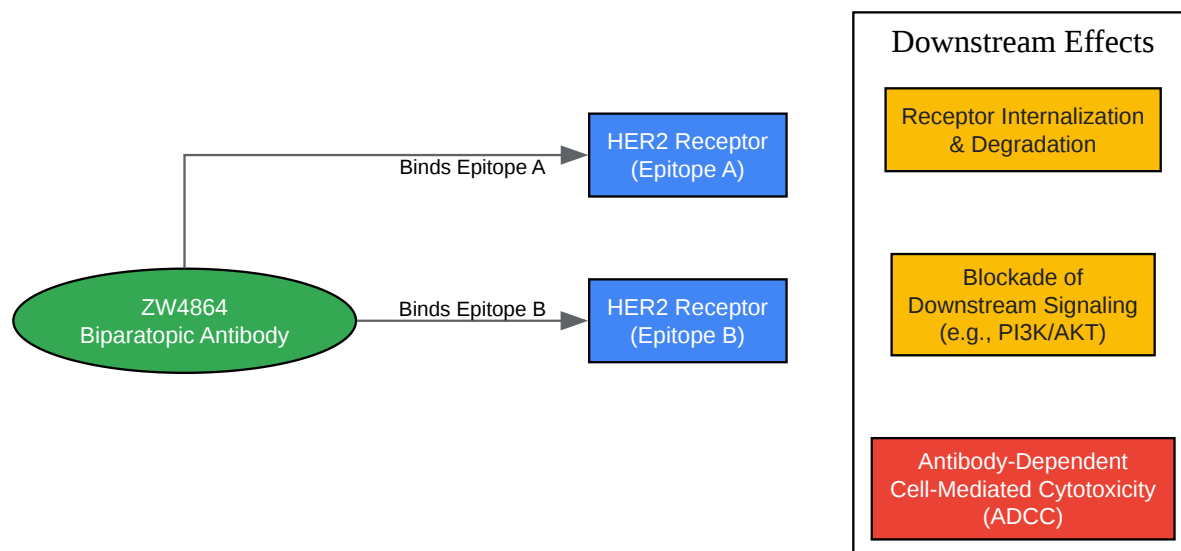 Downstream Effects
Receptor Internalization
& Degradation
HER2 Receptor
(Epitope A)
Binds Epitope A
ZW4864
Biparatopic Antibody
Binds Epitope B
HER2 Receptor
(Epitope B)
Blockade of
Downstream Signaling
(e.g., PI3K/AKT)
Antibody-Dependent
Cell-Mediated Cytotoxicity
(ADCC)